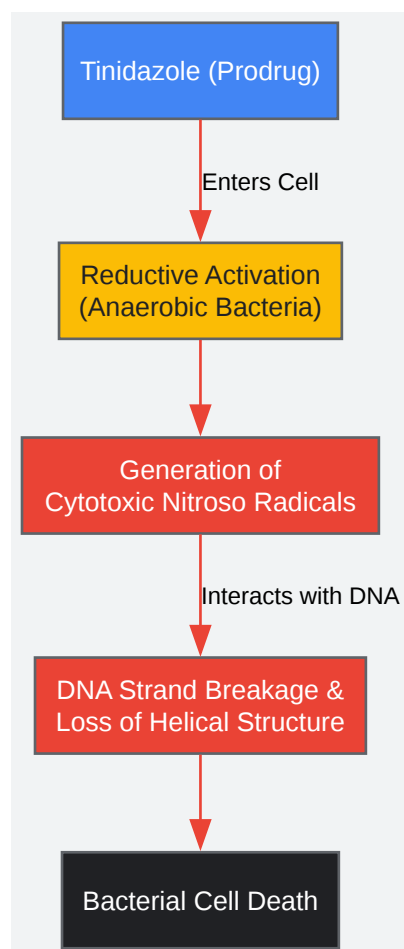 Tinidazole (Prodrug)
Enters Cell
Reductive Activation
(Anaerobic Bacteria)
Generation of
Cytotoxic Nitroso Radicals
Interacts with DNA
DNA Strand Breakage &
Loss of Helical Structure
Bacterial Cell Death